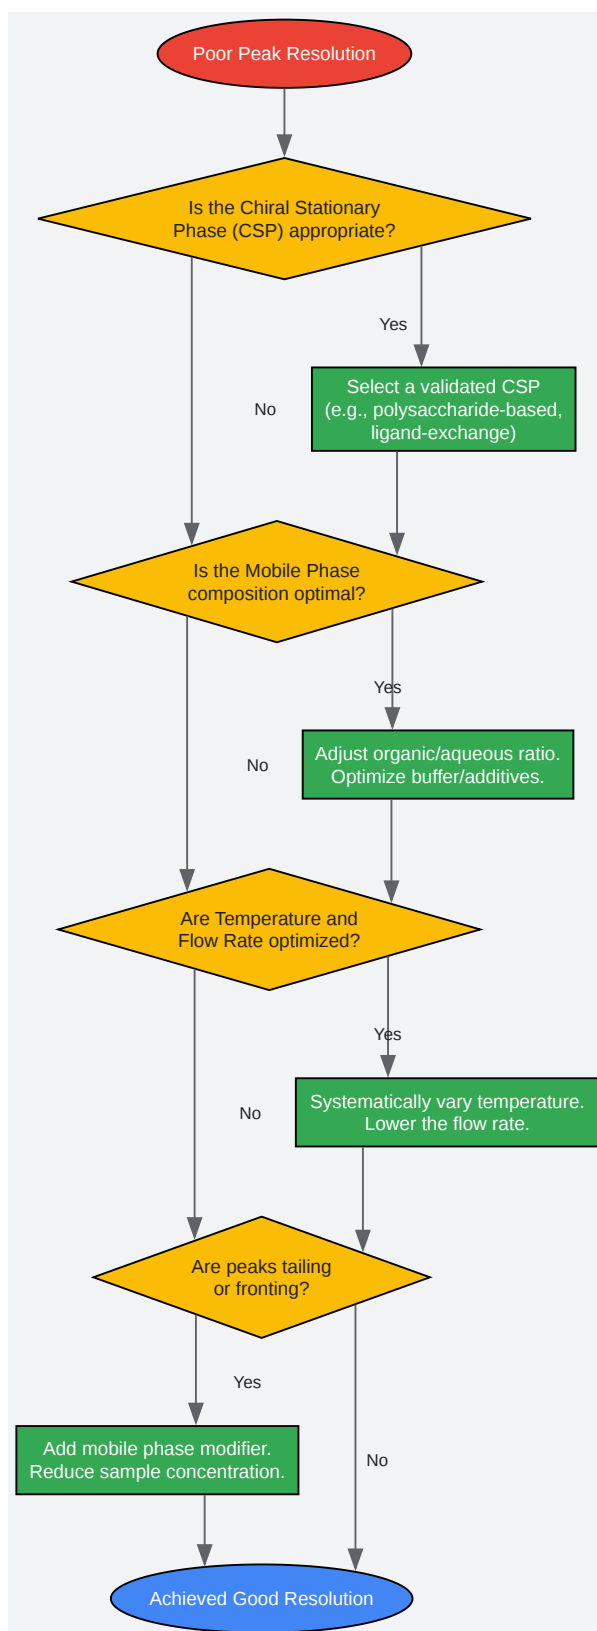 Poor Peak Resolution
Is the Chiral Stationary
Phase (CSP) appropriate?
Yes
Select a validated CSP
(e.g., polysaccharide-based,
ligand-exchange)
No
Is the Mobile Phase
composition optimal?
Yes
Adjust organic/aqueous ratio.
Optimize buffer/additives.
No
Are Temperature and
Flow Rate optimized?
Yes
Systematically vary temperature.
Lower the flow rate.
No
Are peaks tailing
or fronting?
Yes
Add mobile phase modifier.
Reduce sample concentration.
No
Achieved Good Resolution